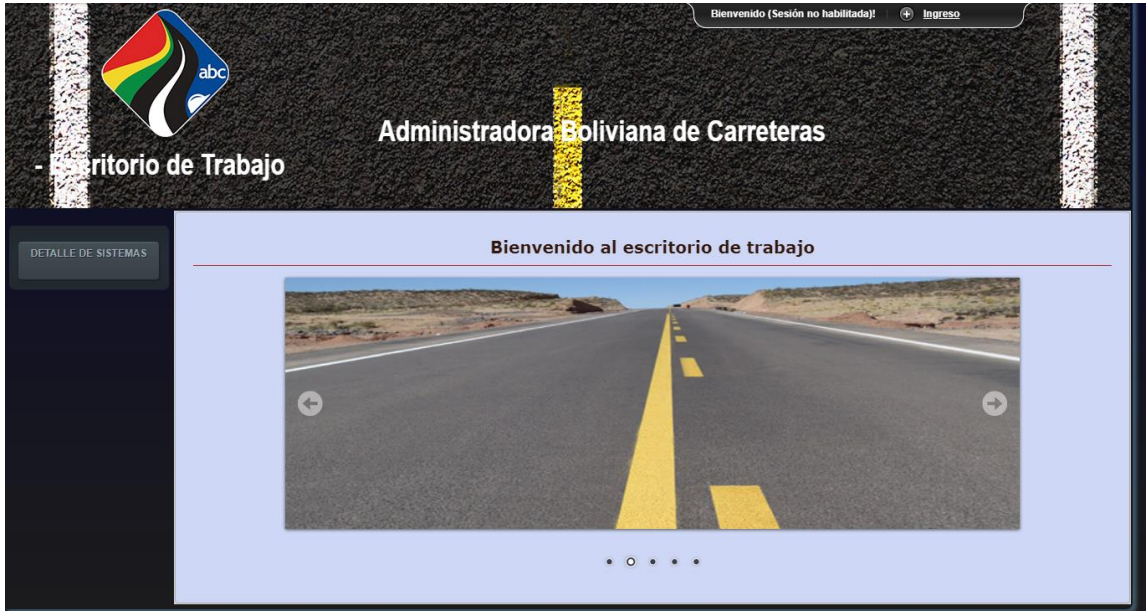 Bienvenido (Sesión no habilitada)! Ingreso
abc
Administradora Boliviana de Carreteras
- Escritorio de Trabajo
DETALLE DE SISTEMAS
Bienvenido al escritorio de trabajo